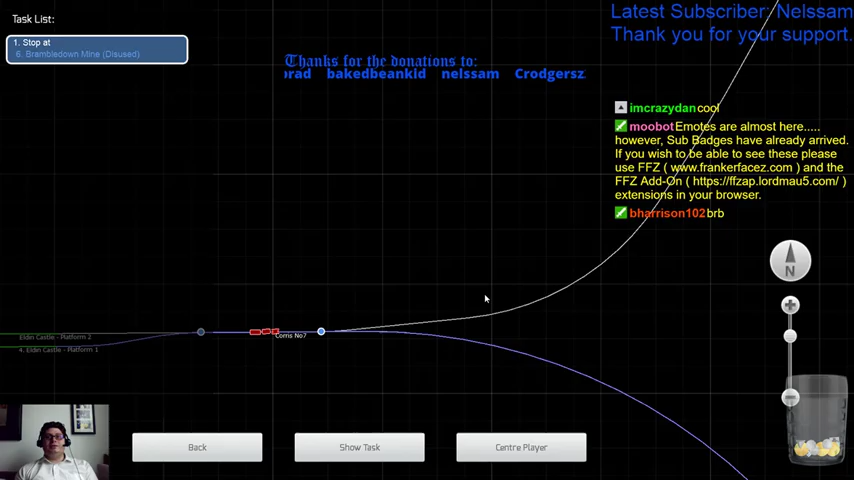 Task List:
1. Stop at
6. Brambledown Mine (Disused)
Latest Subscriber: Nelssam
Thank you for your support.
Thanks for the donations to:
brad bakedbeankid nelssam Crodgersz
imcrazydan cool
moobot Emotes are almost here.....
however, Sub Badges have already arrived.
If you wish to be able to see these please
use FFZ ( www.frankerfacez.com ) and the
FFZ Add-On ( https://ffzap.lordmau5.com/ )
extensions in your browser.
bharrison102 brb
N
Eldin Castle - Platform 2
Coms No7
4. Eldin Castle - Platform 1
Back
Show Task
Centre Player